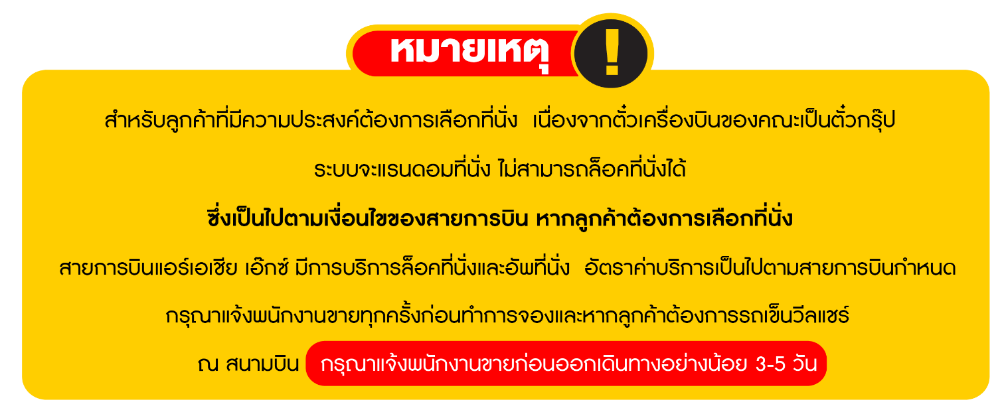 หมายเหตุ !
สำหรับลูกค้าที่มีความประสงค์ต้องการเลือกที่นั่ง เนื่องจากตั๋วเครื่องบินของคณะเป็นตั๋วกรุ๊ป
ระบบจะแรนดอมที่นั่ง ไม่สามารถล็อคที่นั่งได้
ซึ่งเป็นไปตามเงื่อนไขของสายการบิน หากลูกค้าต้องการเลือกที่นั่ง
สายการบินแอร์เอเชีย เอ๊กซ์ มีการบริการล็อคที่นั่งและอัพที่นั่ง อัตราค่าบริการเป็นไปตามสายการบินกำหนด
กรุณาแจ้งพนักงานขายทุกครั้งก่อนทำการจองและหากลูกค้าต้องการรถเข็นวีลแชร์
ณ สนามบิน กรุณาแจ้งพนักงานขายก่อนออกเดินทางอย่างน้อย 3-5 วัน